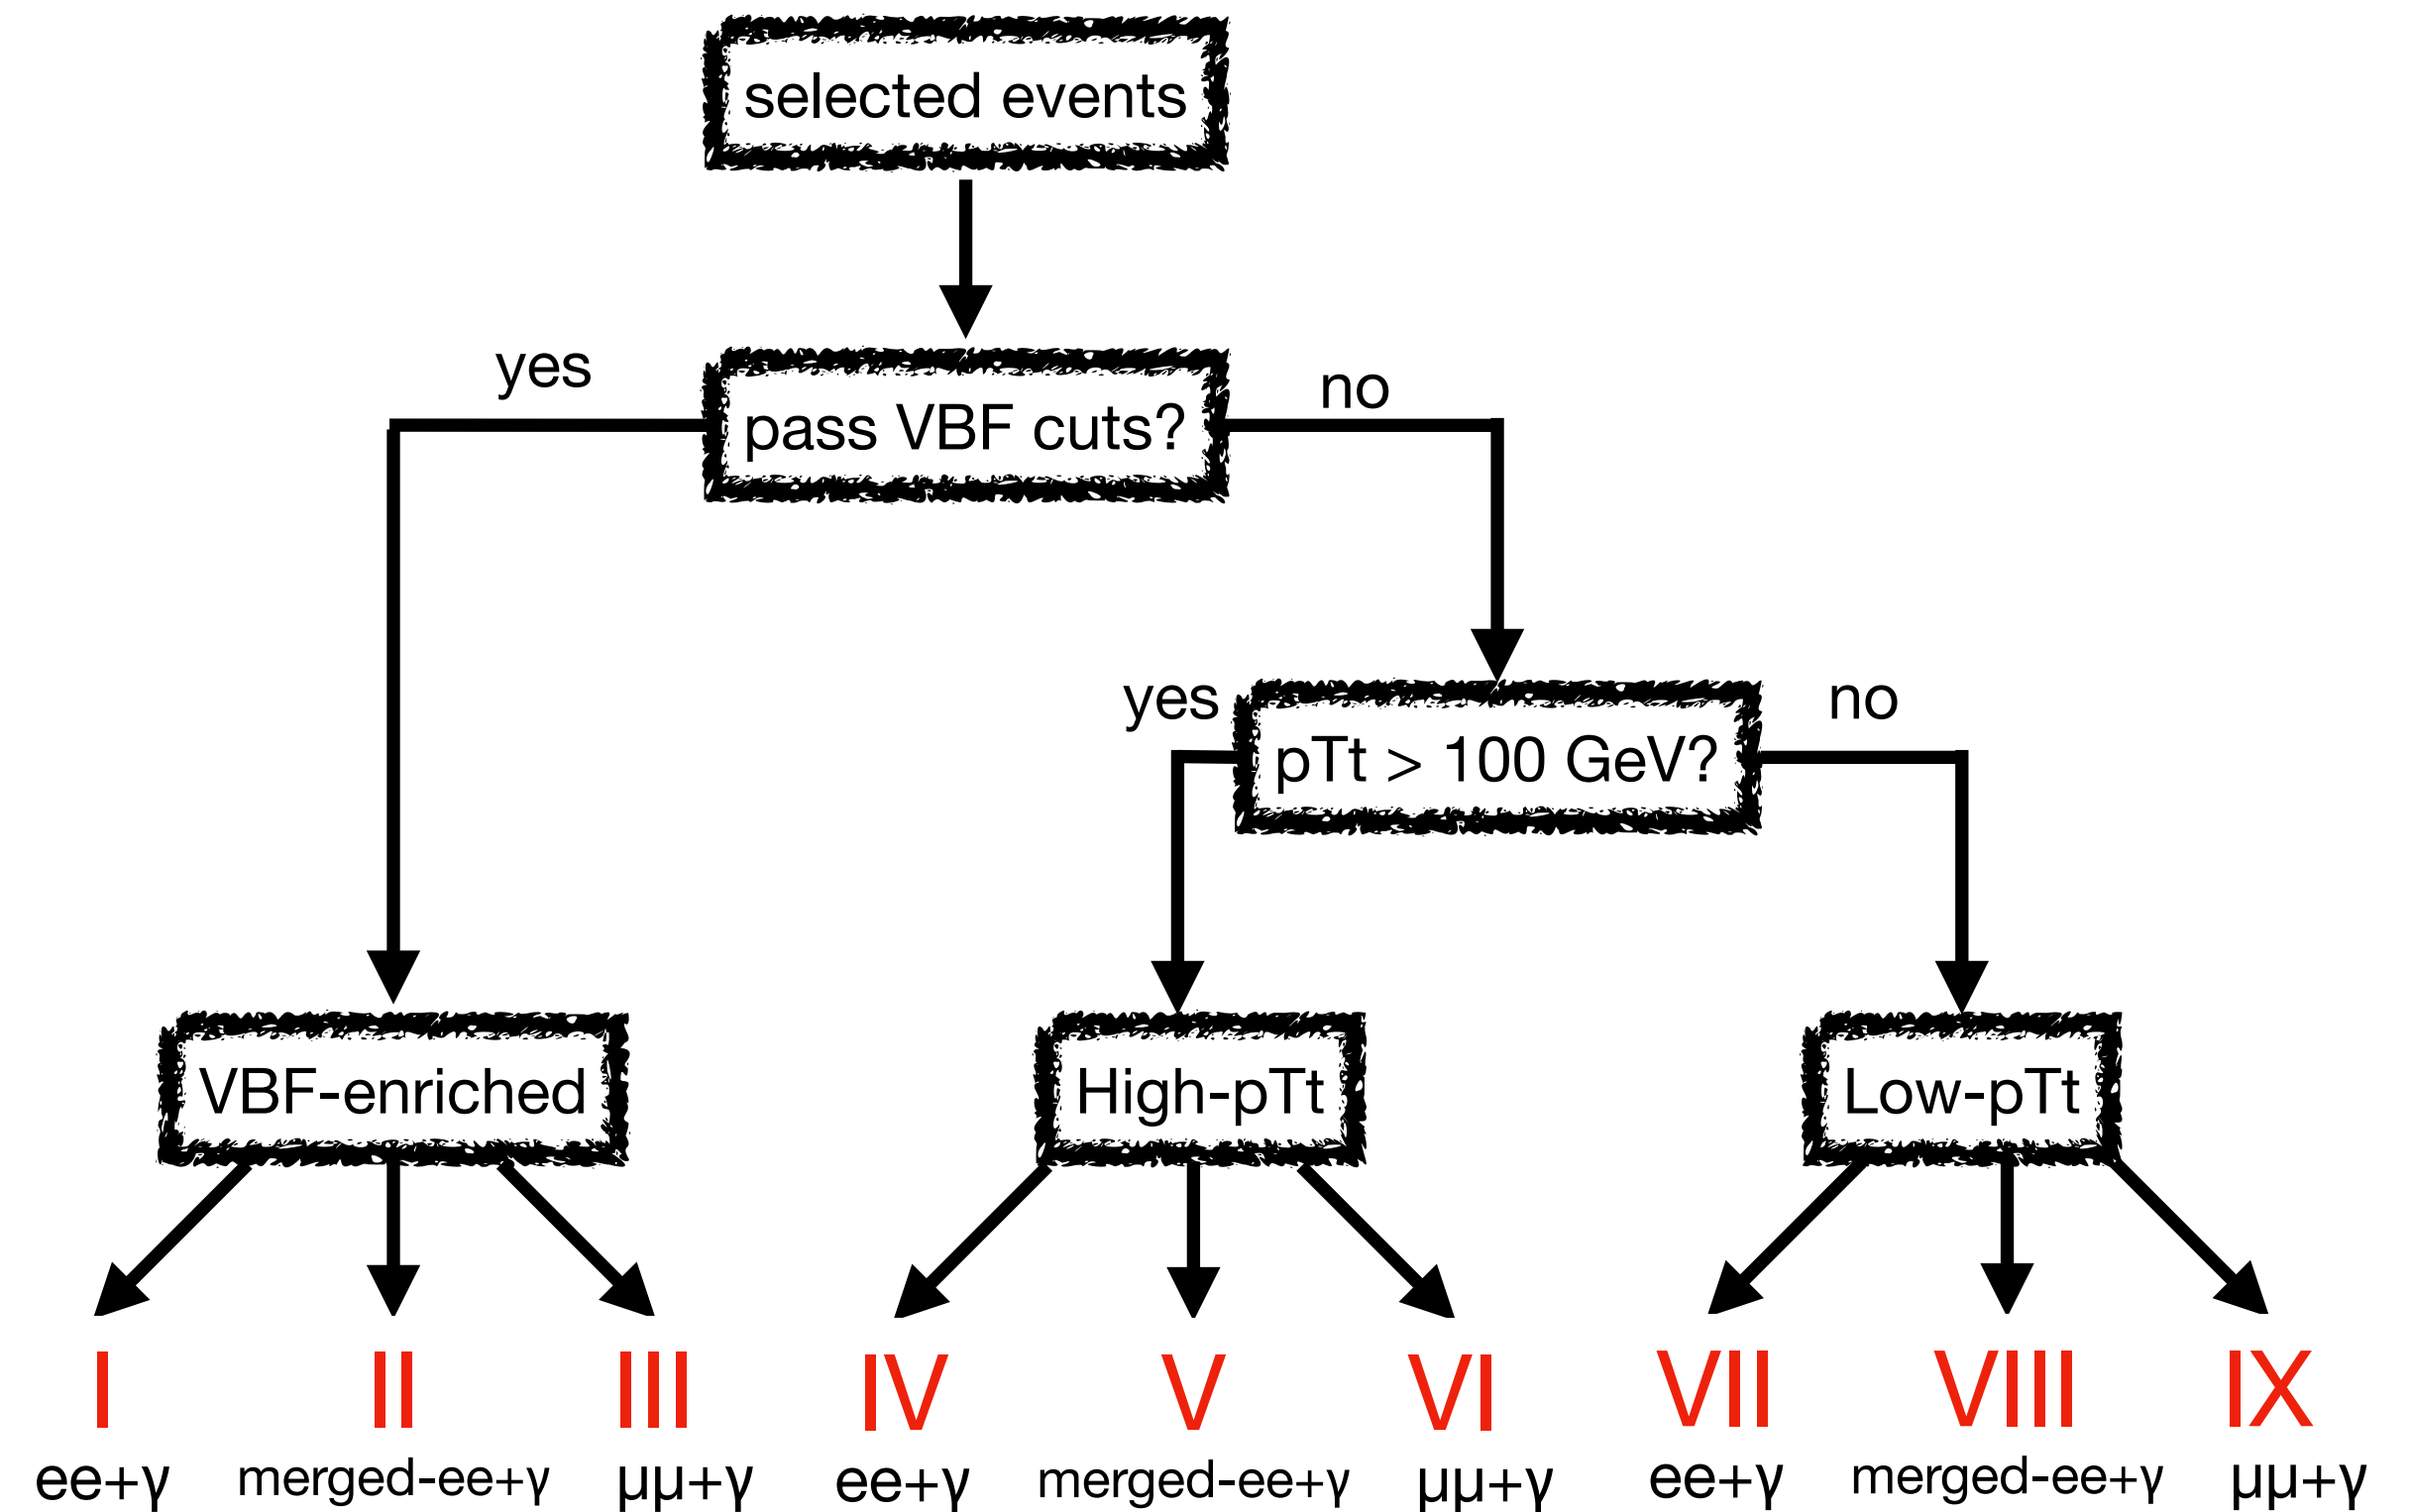 selected events
yes
pass VBF cuts?
no
yes
pTt > 100 GeV?
no
VBF-enriched
High-pTt
Low-pTt
I
II
III
IV
V
VI
VII
VIII
IX
ee+γ
merged-ee+γ
μμ+γ
ee+γ
merged-ee+γ
μμ+γ
ee+γ
merged-ee+γ
μμ+γ